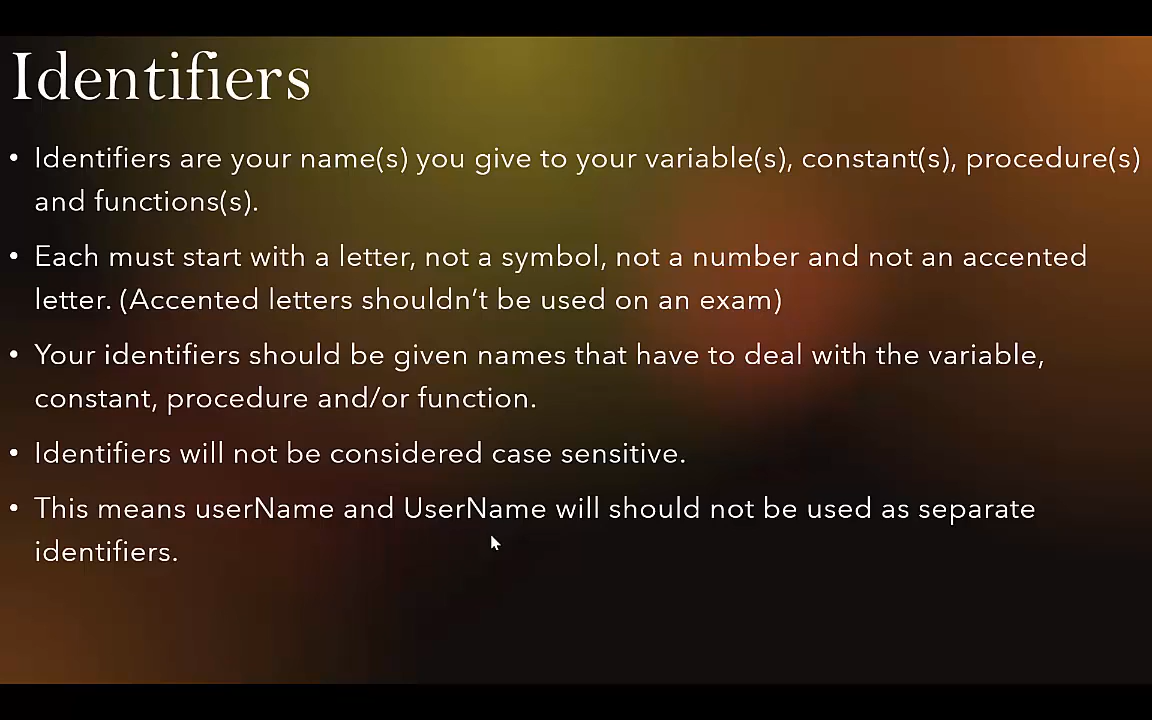 Identifiers
• Identifiers are your name(s) you give to your variable(s), constant(s), procedure(s)
and functions(s).
• Each must start with a letter, not a symbol, not a number and not an accented
letter. (Accented letters shouldn't be used on an exam)
• Your identifiers should be given names that have to deal with the variable,
constant, procedure and/or function.
• Identifiers will not be considered case sensitive.
• This means userName and UserName will should not be used as separate
identifiers.